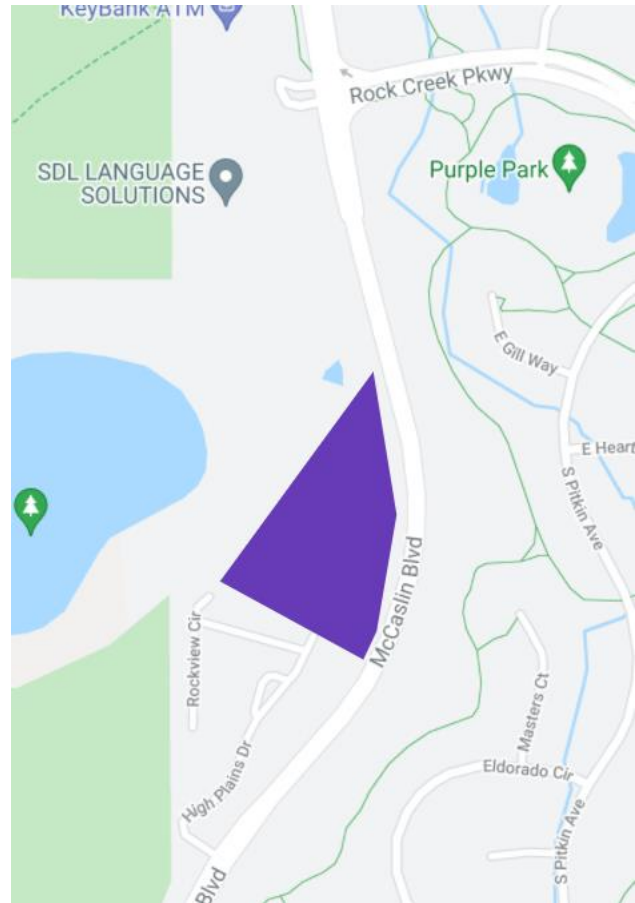 KeyBank ATM
Rock Creek Pkwy
SDL LANGUAGE
SOLUTIONS
Purple Park
E Gill Way
E Heart
S Pitkin Ave
McCaslin Blvd
Rockview Cir
Masters Ct
High Plains Dr
Eldorado Cir
S Pitkin Ave
Blvd